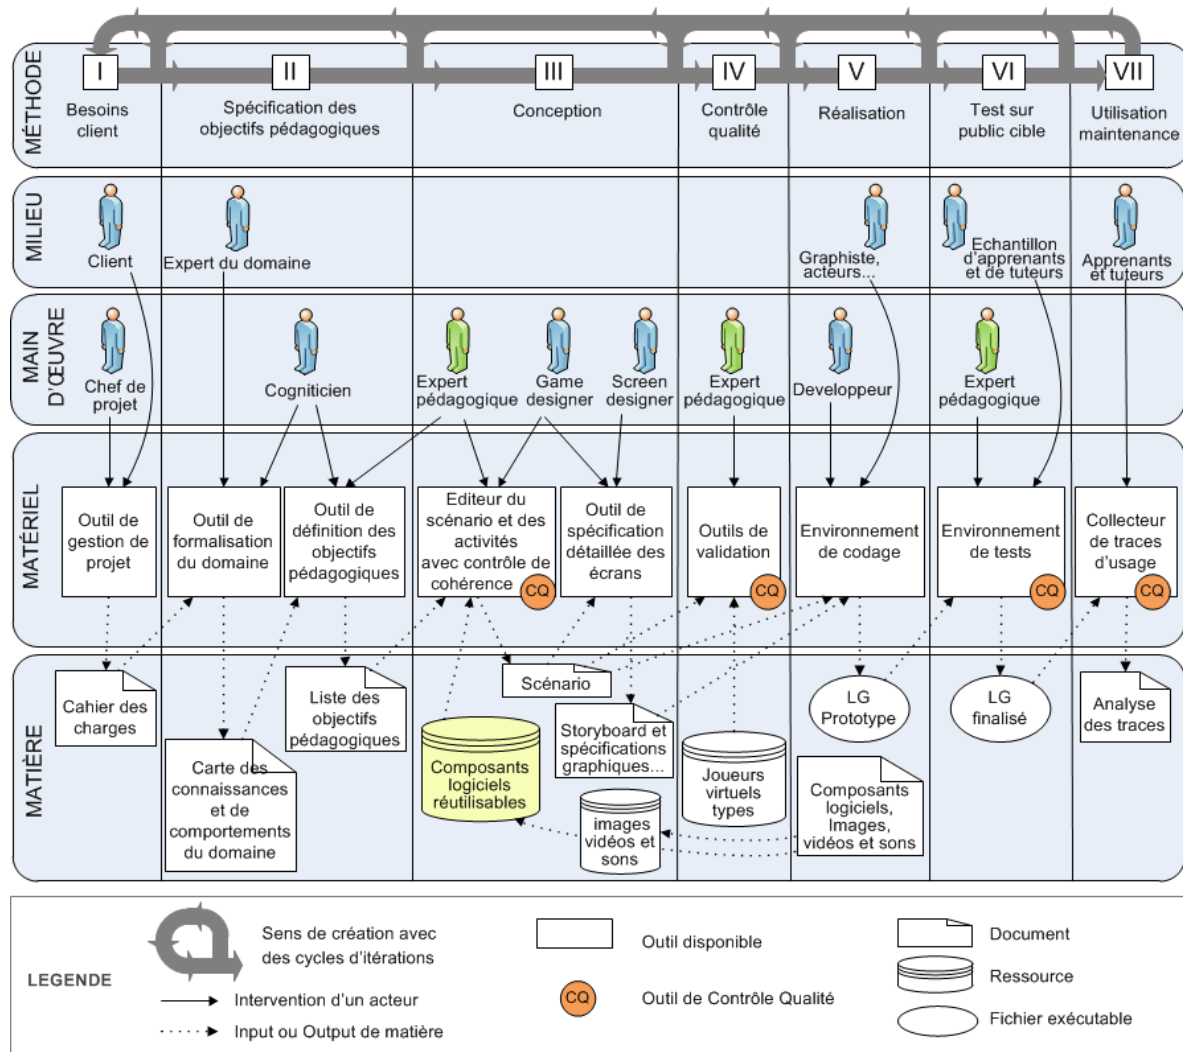 MÉTHODE
I
II
III
IV
V
VI
VII
Besoins
client
Spécification des
objectifs pédagogiques
Conception
Contrôle
qualité
Réalisation
Test sur
public cible
Utilisation
maintenance
MILIEU
Client
Expert du domaine
Graphiste,
acteurs...
Echantillon
d'apprenants
et de tuteurs
Apprenants
et tuteurs
MAIN
D'ŒUVRE
Chef de
projet
Cogniticien
Expert
pédagogique
Game
designer
Screen
designer
Expert
pédagogique
Developpeur
Expert
pédagogique
MATÉRIEL
Outil de
gestion de
projet
Outil de
formalisation
du domaine
Outil de
définition des
objectifs
pédagogiques
Editeur du
scénario et des
activités
avec contrôle de
cohérence
CQ
Outil de
spécification
détaillée des
écrans
Outils de
validation
CQ
Environnement
de codage
Environnement
de tests
CQ
Collecteur
de traces
d'usage
CQ
MATIÈRE
Cahier des
charges
Carte des
connaissances
et de
comportements
du domaine
Liste des
objectifs
pédagogiques
Scénario
Composants
logiciels
réutilisables
Storyboard et
spécifications
graphiques...
images
vidéos et
sons
Joueurs
virtuels
types
LG
Prototype
Composants
logiciels,
Images,
vidéos et sons
LG
finalisé
Analyse
des traces
LEGENDE
Sens de création avec
des cycles d'itérations
Intervention d'un acteur
Input ou Output de matière
Outil disponible
CQ
Outil de Contrôle Qualité
Document
Ressource
Fichier exécutable